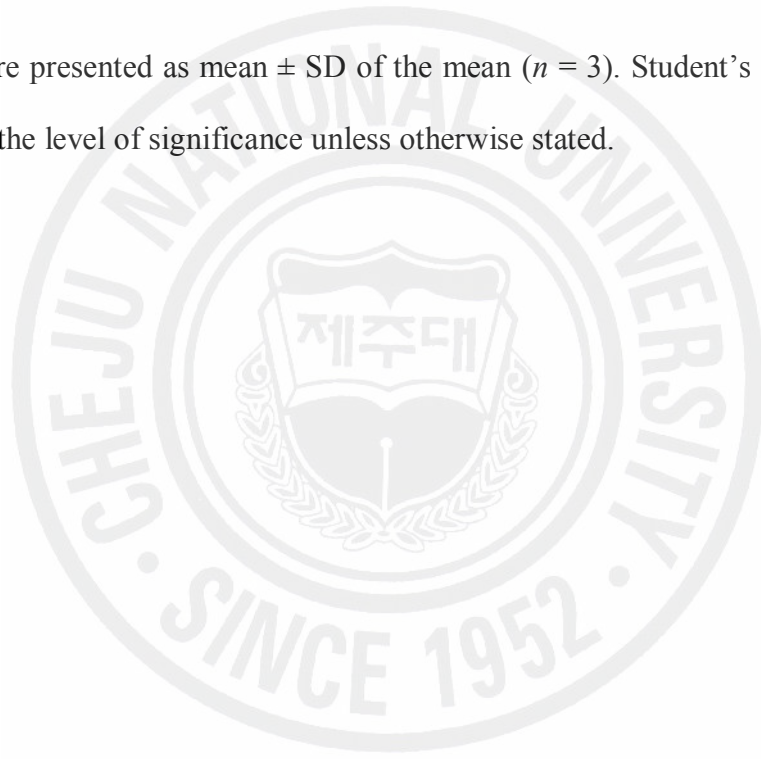 re presented as mean ± SD of the mean (n = 3). Student’s
the level of significance unless otherwise stated.
CHEJU NATIONAL UNIVERSITY
제주대
SINCE 1952